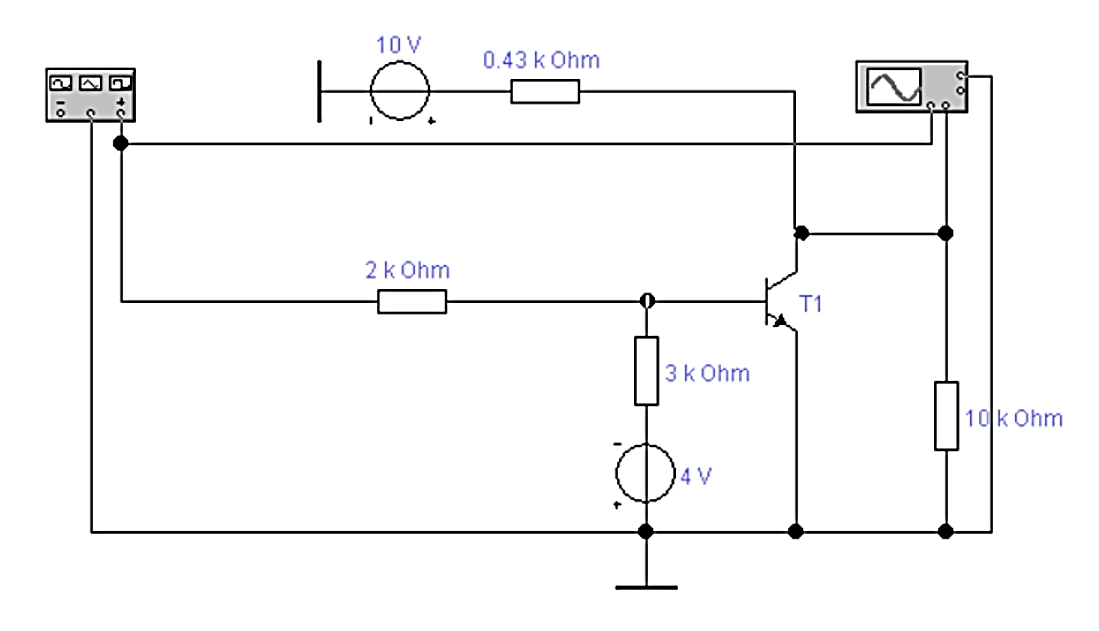 10 V
0.43 k Ohm
- +
- +
2 k Ohm
T1
3 k Ohm
10 k Ohm
-
4 V
+